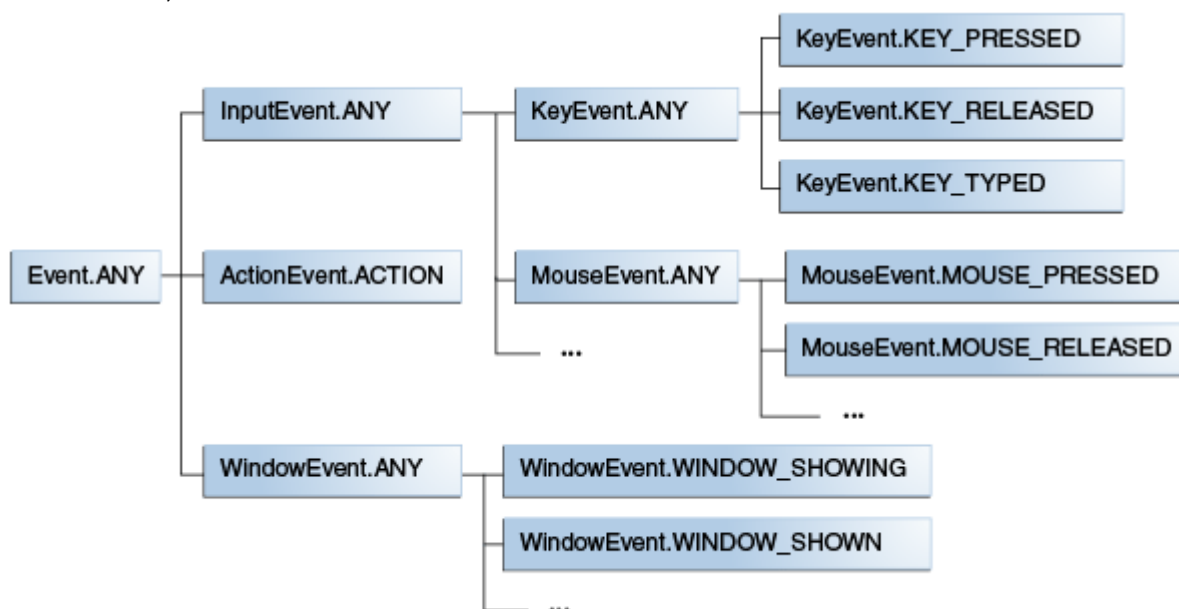 KeyEvent.KEY_PRESSED
InputEvent.ANY
KeyEvent.ANY
KeyEvent.KEY_RELEASED
KeyEvent.KEY_TYPED
Event.ANY
ActionEvent.ACTION
MouseEvent.ANY
MouseEvent.MOUSE_PRESSED
MouseEvent.MOUSE_RELEASED
...
...
WindowEvent.ANY
WindowEvent.WINDOW_SHOWING
WindowEvent.WINDOW_SHOWN
...